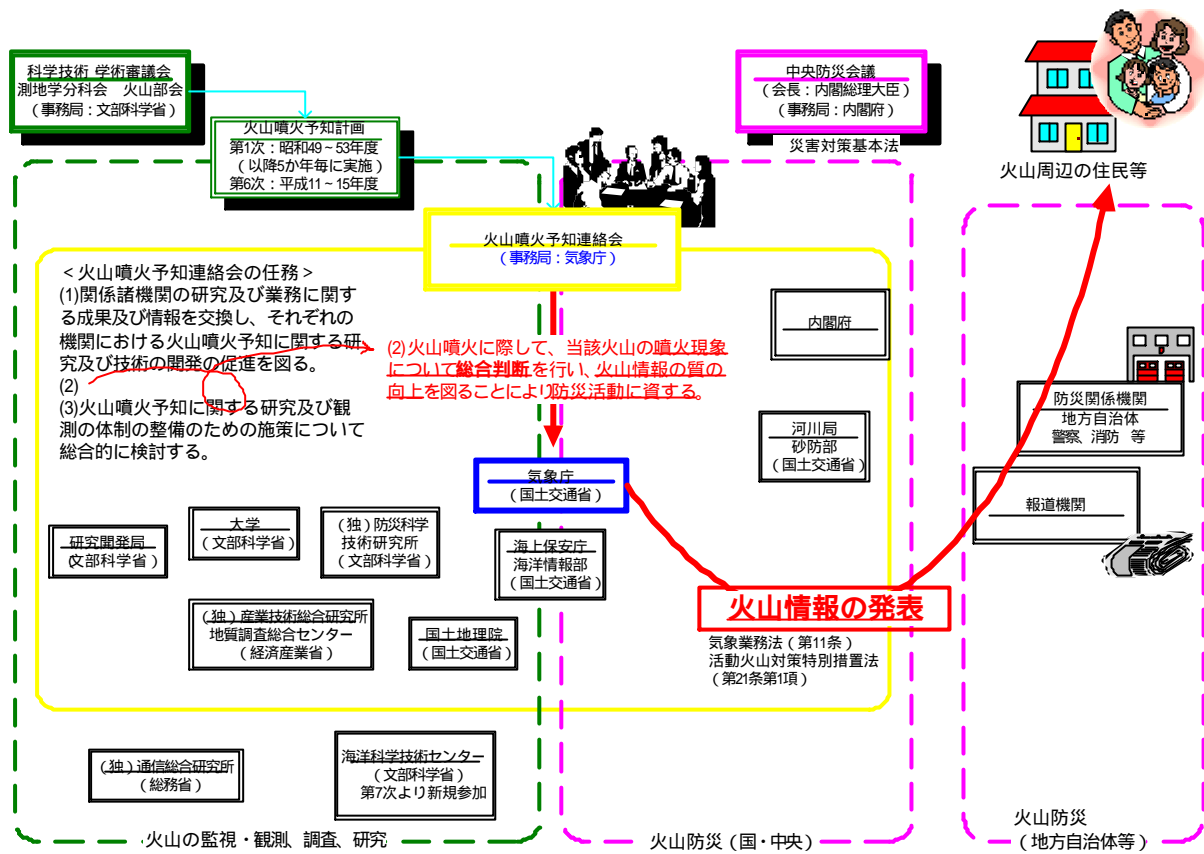 科学技術 学術審議会
測地学分科会 火山部会
(事務局：文部科学省)
火山噴火予知計画
第1次：昭和49～53年度
(以降5か年毎に実施)
第6次：平成11～15年度
中央防災会議
(会長：内閣総理大臣)
(事務局：内閣府)
災害対策基本法
火山周辺の住民等
火山噴火予知連絡会
(事務局：気象庁)
＜火山噴火予知連絡会の任務＞
(1)関係諸機関の研究及び業務に関す
る成果及び情報を交換し、それぞれの
機関における火山噴火予知に関する研
究及び技術の開発の促進を図る。
(2)
(3)火山噴火予知に関する研究及び観
測の体制の整備のための施策について
総合的に検討する。
(2)火山噴火に際して、当該火山の噴火現象
について総合判断を行い、火山情報の質の
向上を図ることにより防災活動に資する。
内閣府
河川局
砂防部
(国土交通省)
防災関係機関
地方自治体
警察、消防 等
報道機関
気象庁
(国土交通省)
研究開発局
(文部科学省)
大学
(文部科学省)
(独)防災科学
技術研究所
(文部科学省)
海上保安庁
海洋情報部
(国土交通省)
(独)産業技術総合研究所
地質調査総合センター
(経済産業省)
国土地理院
(国土交通省)
火山情報の発表
気象業務法(第11条)
活動火山対策特別措置法
(第21条第1項)
(独)通信総合研究所
(総務省)
海洋科学技術センター
(文部科学省)
第7次より新規参加
火山の監視・観測、調査、研究
火山防災(国・中央)
火山防災
(地方自治体等)